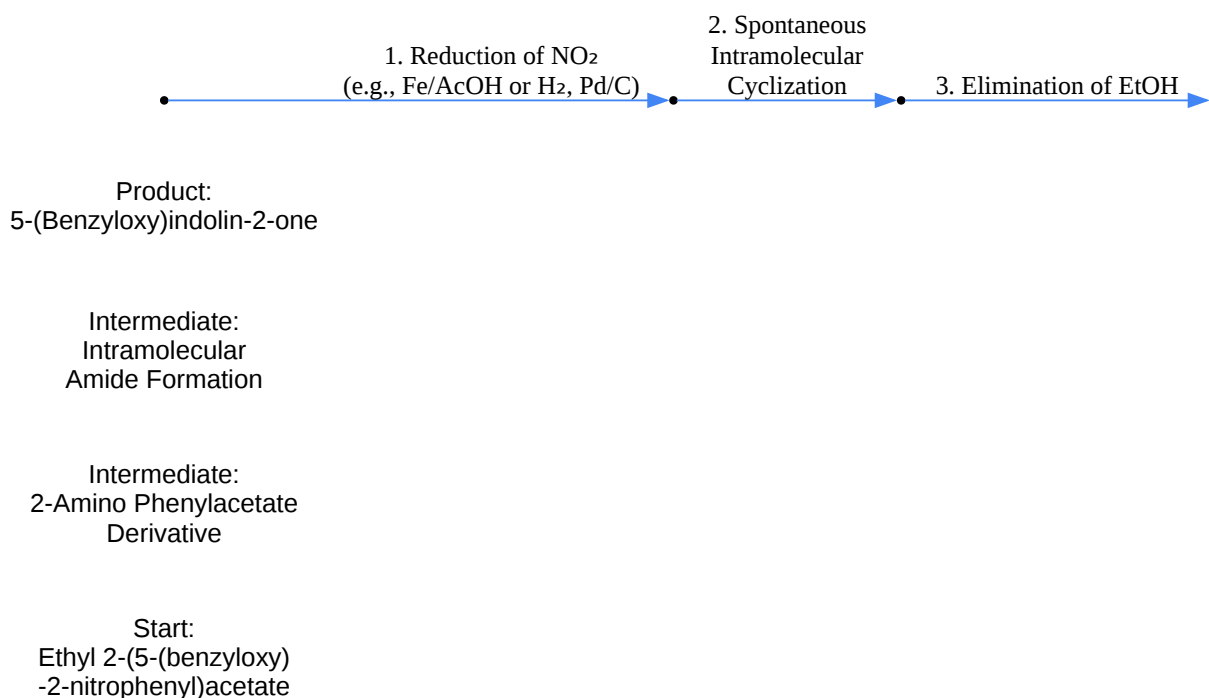 1. Reduction of NO₂
(e.g., Fe/AcOH or H₂, Pd/C)
2. Spontaneous
Intramolecular
Cyclization
3. Elimination of EtOH
Product:
5-(Benzyloxy)indolin-2-one
Intermediate:
Intramolecular
Amide Formation
Intermediate:
2-Amino Phenylacetate
Derivative
Start:
Ethyl 2-(5-(benzyloxy)
-2-nitrophenyl)acetate